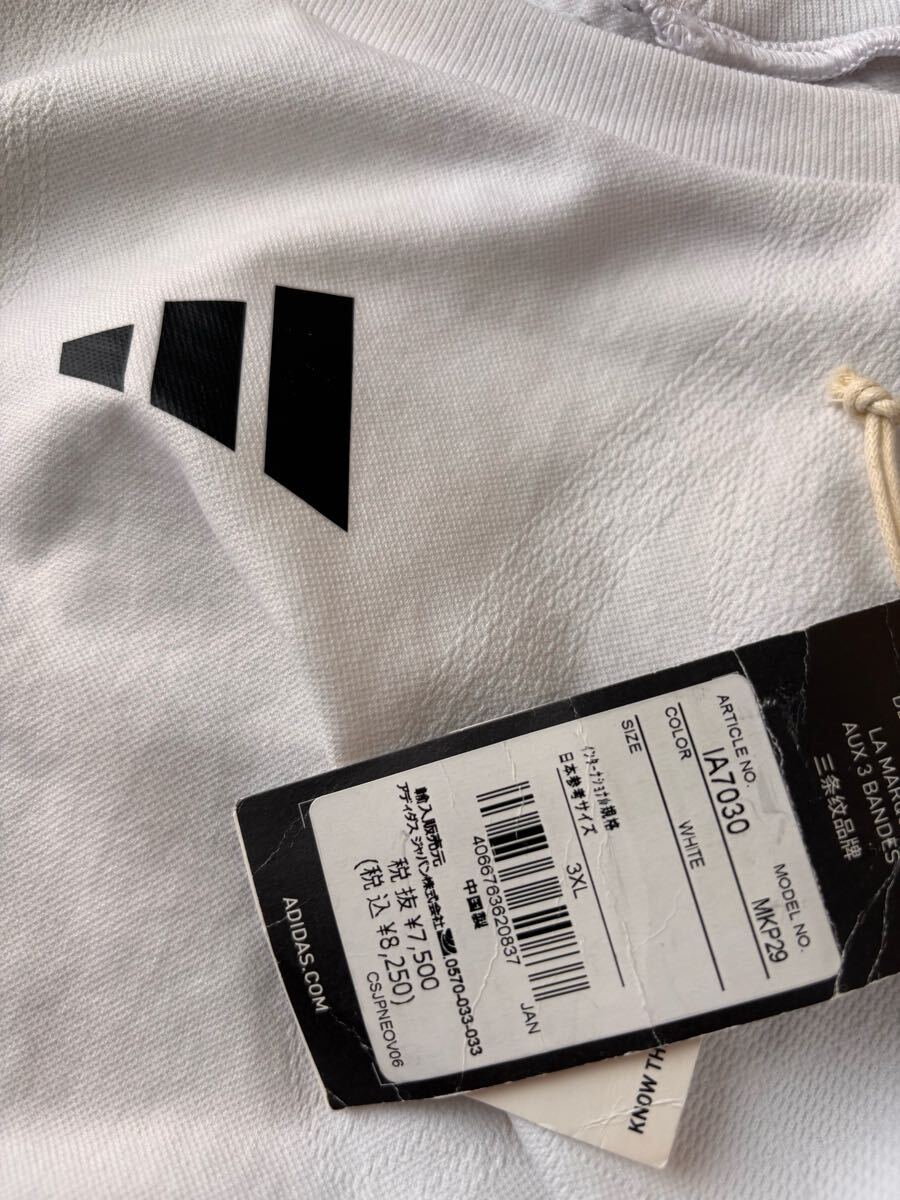 ARTICLE NO.
IA7030
MODEL NO.
MKP29
COLOR
WHITE
SIZE
インターナショナル規格
日本参考サイズ
3XL
4066763620837
JAN
中国製
輸入販売元
アディダス ジャパン株式会社
0570-033-033
税抜 ¥7,500
(税込 ¥8,250)
CSJPNEOV06
ADIDAS.COM
LA MARQ
AUX 3 BANDES
三条纹品牌
KNOW TH